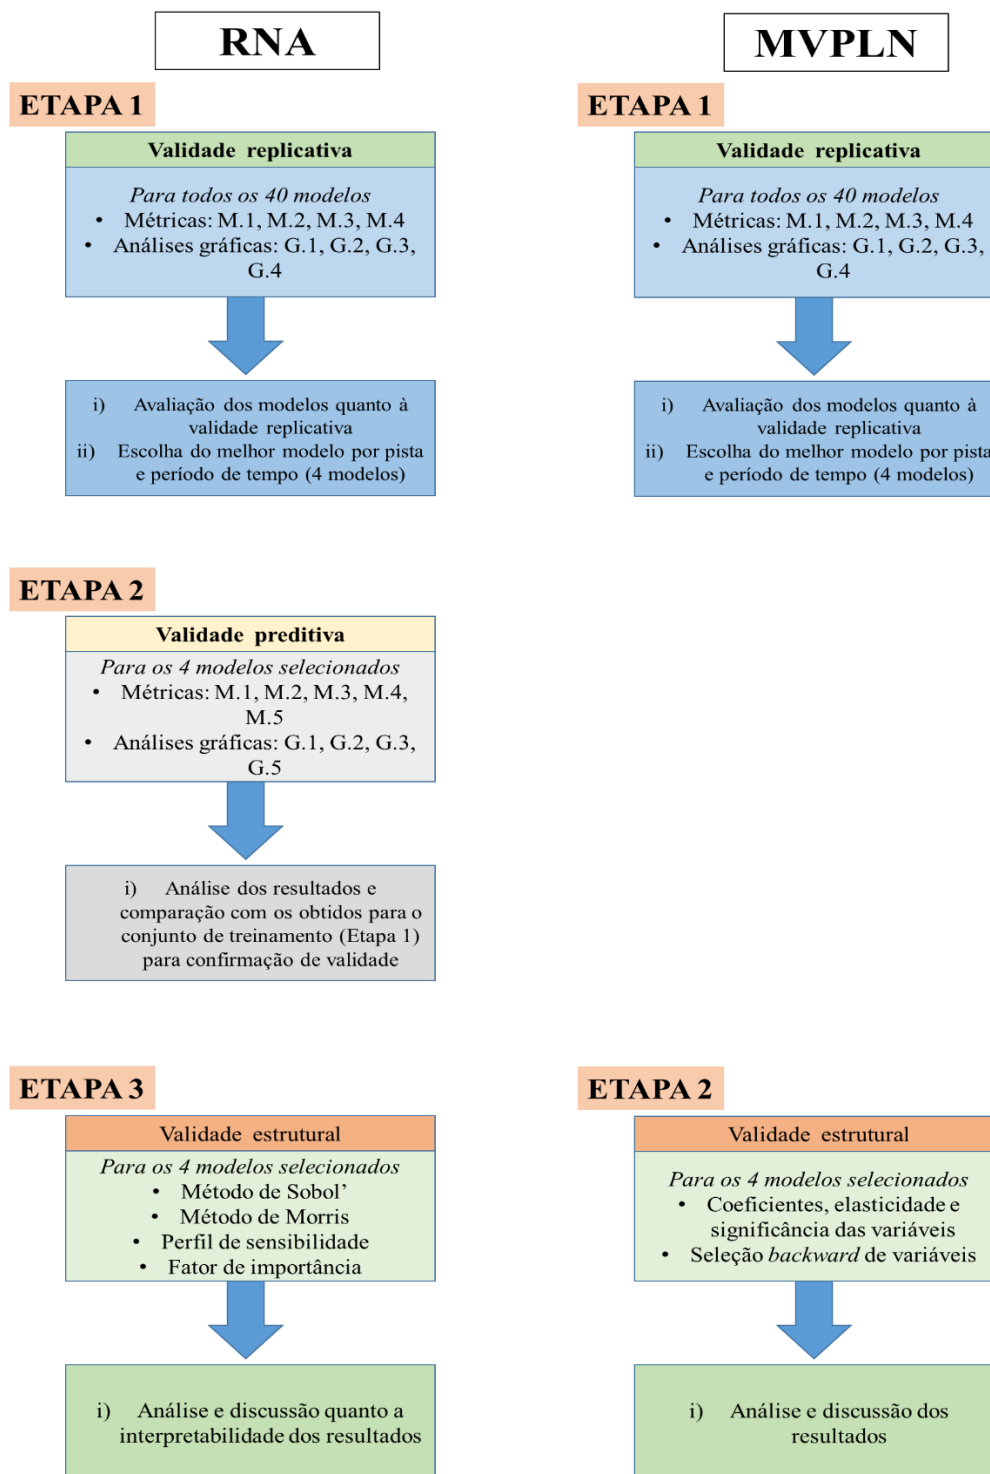 RNA
ETAPA 1
Validade replicativa
Para todos os 40 modelos
• Métricas: M.1, M.2, M.3, M.4
• Análises gráficas: G.1, G.2, G.3,
G.4
i) Avaliação dos modelos quanto à
validade replicativa
ii) Escolha do melhor modelo por pista
e período de tempo (4 modelos)
ETAPA 2
Validade preditiva
Para os 4 modelos selecionados
• Métricas: M.1, M.2, M.3, M.4,
M.5
• Análises gráficas: G.1, G.2, G.3,
G.5
i) Análise dos resultados e
comparação com os obtidos para o
conjunto de treinamento (Etapa 1)
para confirmação de validade
ETAPA 3
Validade estrutural
Para os 4 modelos selecionados
• Método de Sobol’
• Método de Morris
• Perfil de sensibilidade
• Fator de importância
i) Análise e discussão quanto a
interpretabilidade dos resultados
MVPLN
ETAPA 1
Validade replicativa
Para todos os 40 modelos
• Métricas: M.1, M.2, M.3, M.4
• Análises gráficas: G.1, G.2, G.3,
G.4
i) Avaliação dos modelos quanto à
validade replicativa
ii) Escolha do melhor modelo por pista
e período de tempo (4 modelos)
ETAPA 2
Validade estrutural
Para os 4 modelos selecionados
• Coeficientes, elasticidade e
significância das variáveis
• Seleção backward de variáveis
i) Análise e discussão dos
resultados